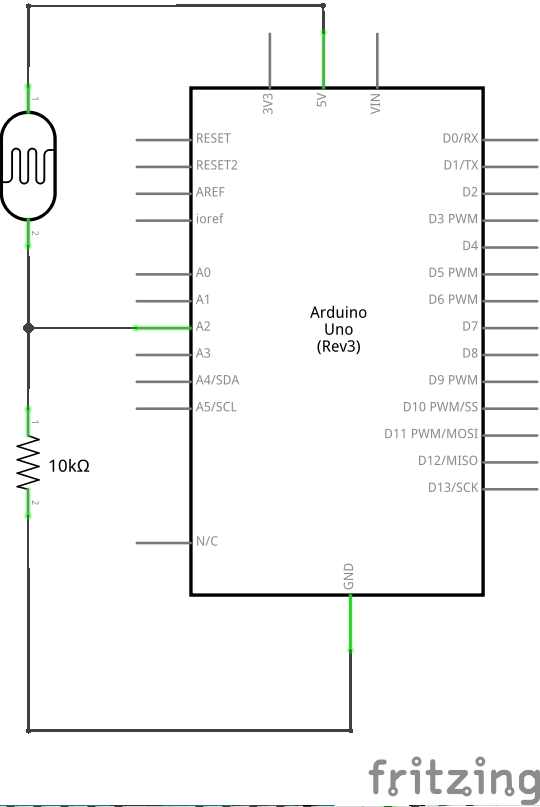 3V3
5V
VIN
1
2
RESET
RESET2
AREF
ioref
A0
A1
A2
A3
A4/SDA
A5/SCL
N/C
Arduino
Uno
(Rev3)
D0/RX
D1/TX
D2
D3 PWM
D4
D5 PWM
D6 PWM
D7
D8
D9 PWM
D10 PWM/SS
D11 PWM/MOSI
D12/MISO
D13/SCK
1
10kΩ
2
GND
fritzing